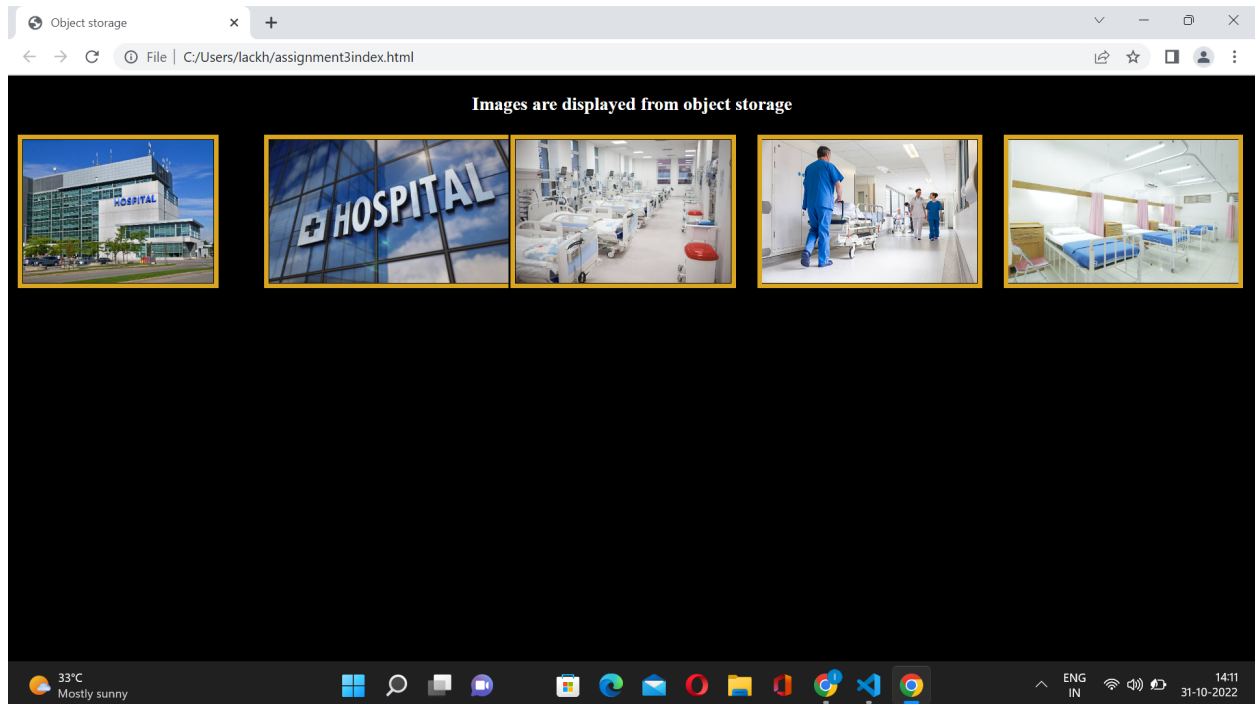 Object storage
File
C:/Users/lackh/assignment3index.html
Images are displayed from object storage
HOSPITAL
HOSPITAL
33°C
Mostly sunny
1
ENG
IN
14:11
31-10-2022